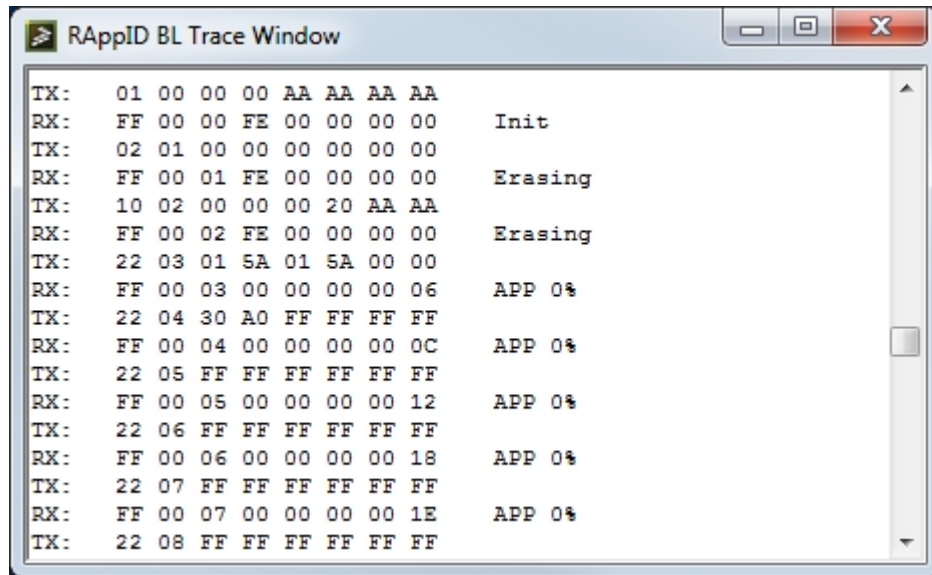 RAppID BL Trace Window
TX: 01 00 00 00 AA AA AA AA
RX: FF 00 00 FE 00 00 00 00 Init
TX: 02 01 00 00 00 00 00 00
RX: FF 00 01 FE 00 00 00 00 Erasing
TX: 10 02 00 00 00 20 AA AA
RX: FF 00 02 FE 00 00 00 00 Erasing
TX: 22 03 01 5A 01 5A 00 00
RX: FF 00 03 00 00 00 00 06 APP 0%
TX: 22 04 30 A0 FF FF FF FF
RX: FF 00 04 00 00 00 00 0C APP 0%
TX: 22 05 FF FF FF FF FF FF
RX: FF 00 05 00 00 00 00 12 APP 0%
TX: 22 06 FF FF FF FF FF FF
RX: FF 00 06 00 00 00 00 18 APP 0%
TX: 22 07 FF FF FF FF FF FF
RX: FF 00 07 00 00 00 00 1E APP 0%
TX: 22 08 FF FF FF FF FF FF